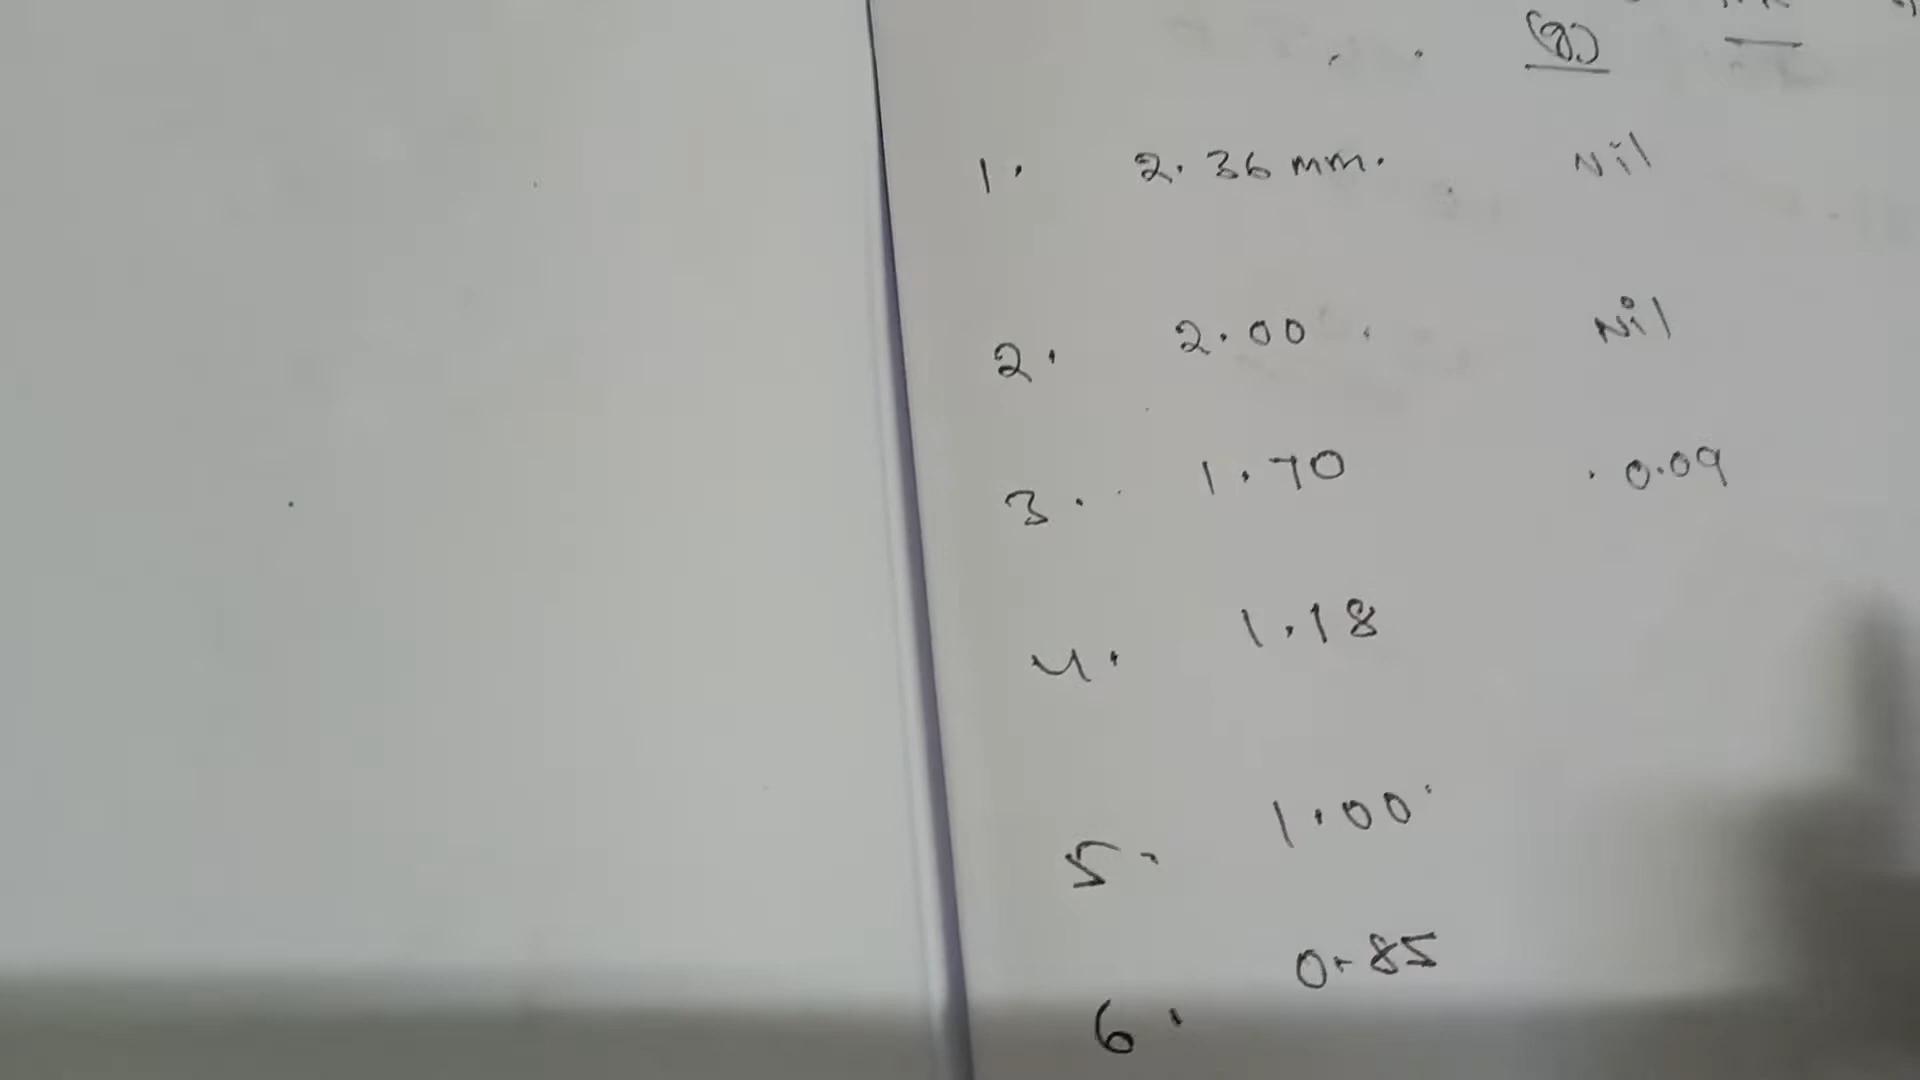 (g)
1. 2.36 mm. Nil
2. 2.00 Nil
3. 1.70 0.09
4. 1.18
5. 1.00
6. 0.85